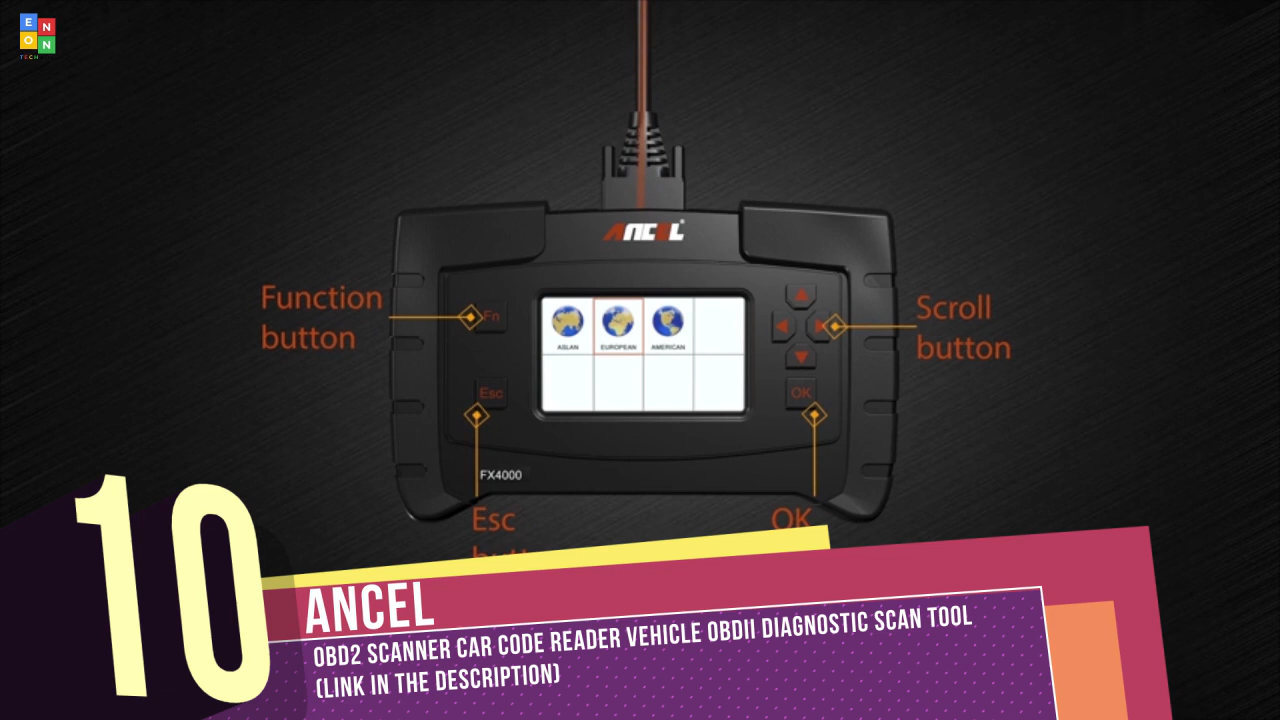 E N
O N
TECH
ANCEL®
Function
button
Fn
Scroll
button
ASLAN EUROPEAN AMERICAN
Esc
OK
FX4000
Esc
OK
10
ANCEL
OBD2 SCANNER CAR CODE READER VEHICLE OBDII DIAGNOSTIC SCAN TOOL
(LINK IN THE DESCRIPTION)